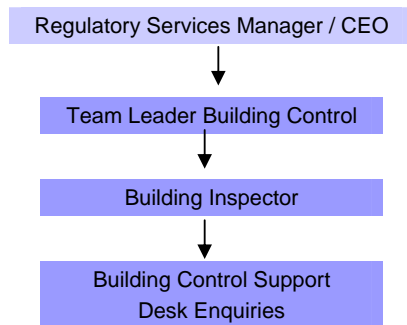 Regulatory Services Manager / CEO
Team Leader Building Control
Building Inspector
Building Control Support
Desk Enquiries